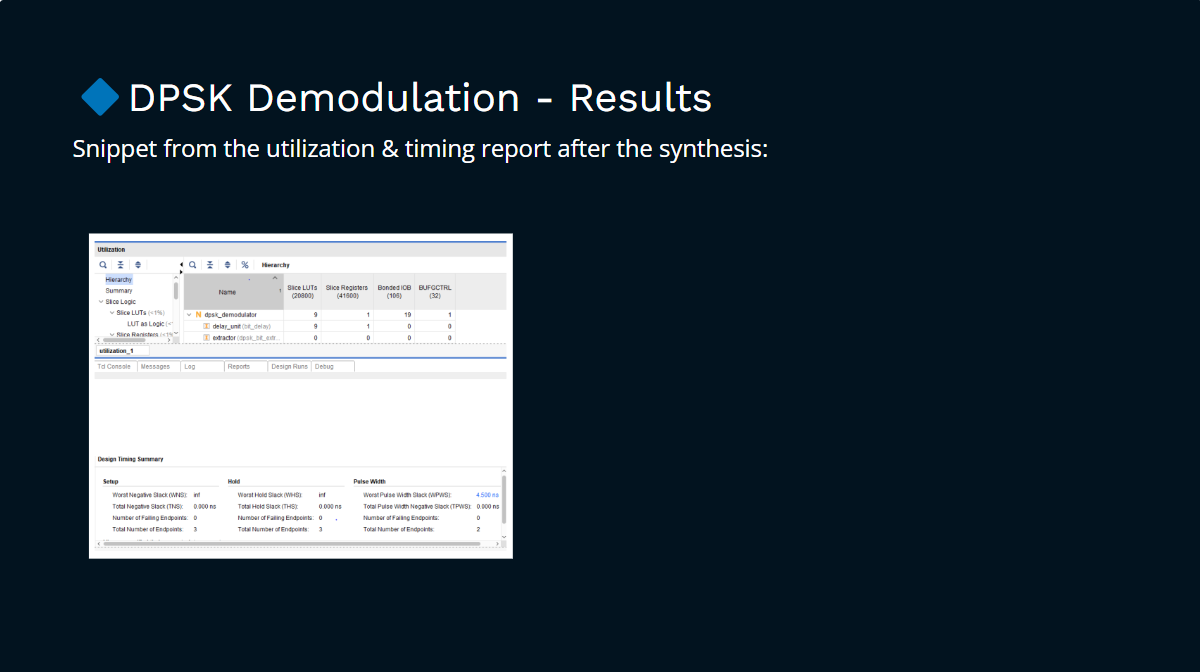 DPSK Demodulation - Results
Snippet from the utilization & timing report after the synthesis:
Utilization
Hierarchy
Hierarchy
Summary
Slice Logic
Slice LUTs (<1%)
LUT as Logic (<
Slice Registers (<1%
Name
Slice LUTs (20800)
Slice Registers (41600)
Bonded IOB (106)
BUFGCTRL (32)
dpsk_demodulator 9 1 19 1
delay_unit (bit_delay) 9 1 0 0
extractor (dpsk_bit_extr... 0 0 0 0
utilization_1
Tcl Console Messages Log Reports Design Runs Debug
Design Timing Summary
Setup Hold Pulse Width
Worst Negative Slack (WNS): inf Worst Hold Slack (WHS): inf Worst Pulse Width Slack (WPWS): 4.500 ns
Total Negative Slack (TNS): 0.000 ns Total Hold Slack (THS): 0.000 ns Total Pulse Width Negative Slack (TPWS): 0.000 ns
Number of Failing Endpoints: 0 Number of Failing Endpoints: 0 Number of Failing Endpoints: 0
Total Number of Endpoints: 3 Total Number of Endpoints: 3 Total Number of Endpoints: 2